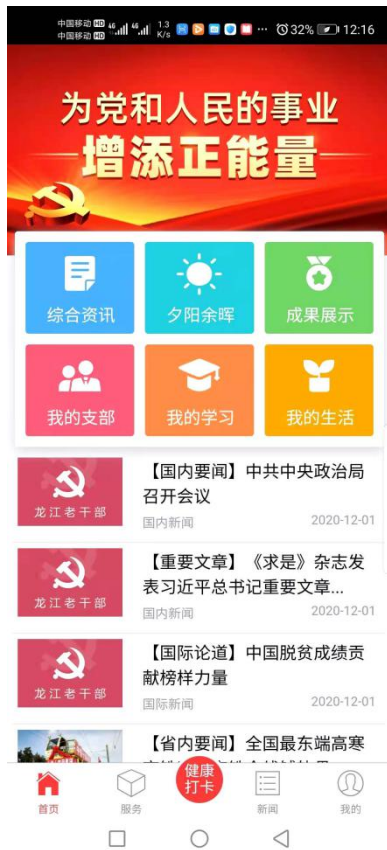 中国移动 HD 46 46 1.3 K/s 32% 12:16
中国移动 HD
为党和人民的事业
增添正能量
综合资讯 夕阳余晖 成果展示
我的支部 我的学习 我的生活
【国内要闻】中共中央政治局
召开会议
龙江老干部
国内新闻 2020-12-01
【重要文章】《求是》杂志发
表习近平总书记重要文章...
龙江老干部
国内新闻 2020-12-01
【国际论道】中国脱贫成绩贡
献榜样力量
龙江老干部
国际新闻 2020-12-01
【省内要闻】全国最东端高寒
健康
打卡
首页 服务 新闻 我的